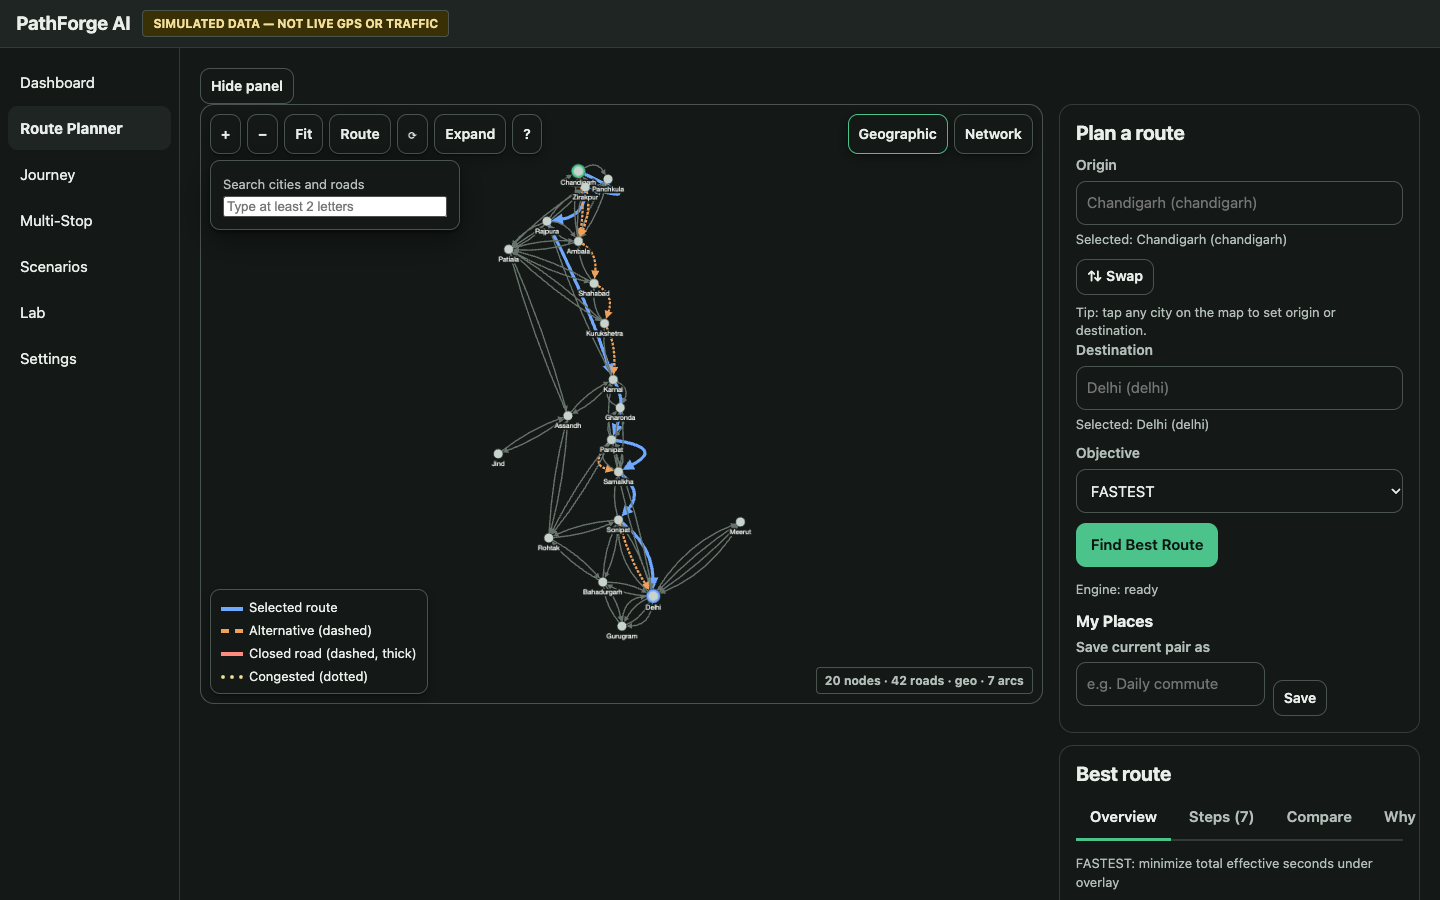 PathForge AI
SIMULATED DATA — NOT LIVE GPS OR TRAFFIC
Dashboard
Route Planner
Journey
Multi-Stop
Scenarios
Lab
Settings
Hide panel
+
−
Fit
Route
⟳
Expand
?
Geographic
Network
Search cities and roads
Type at least 2 letters
Chandigarh
Panchkula
Zirakpur
Rajpura
Ambala
Patiala
Shahabad
Kurukshetra
Karnal
Gharonda
Assandh
Panipat
Jind
Samalkha
Sonipat
Meerut
Rohtak
Bahadurgarh
Delhi
Gurugram
Selected route
Alternative (dashed)
Closed road (dashed, thick)
Congested (dotted)
20 nodes · 42 roads · geo · 7 arcs
Plan a route
Origin
Chandigarh (chandigarh)
Selected: Chandigarh (chandigarh)
⇅ Swap
Tip: tap any city on the map to set origin or
destination.
Destination
Delhi (delhi)
Selected: Delhi (delhi)
Objective
FASTEST
Find Best Route
Engine: ready
My Places
Save current pair as
e.g. Daily commute
Save
Best route
Overview
Steps (7)
Compare
Why
FASTEST: minimize total effective seconds under
overlay